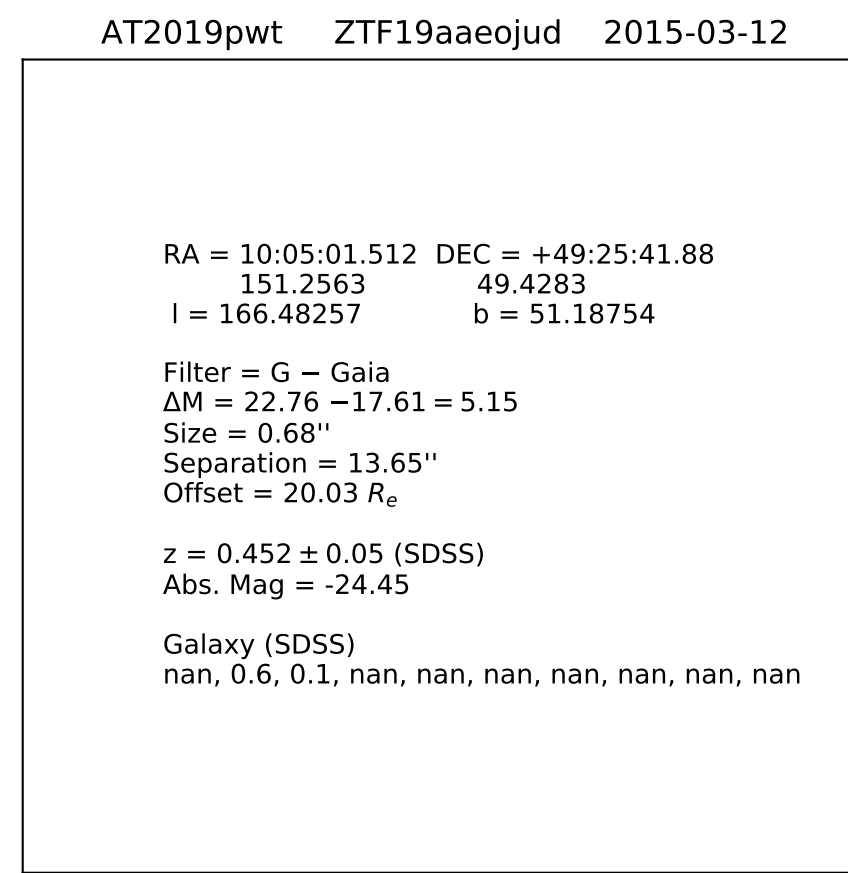 AT2019pwt ZTF19aaeojud 2015-03-12
RA = 10:05:01.512 DEC = +49:25:41.88
151.2563 49.4283
l = 166.48257 b = 51.18754
Filter = G − Gaia
ΔM = 22.76 −17.61 = 5.15
Size = 0.68''
Separation = 13.65''
Offset = 20.03 Re
z = 0.452 ± 0.05 (SDSS)
Abs. Mag = -24.45
Galaxy (SDSS)
nan, 0.6, 0.1, nan, nan, nan, nan, nan, nan, nan